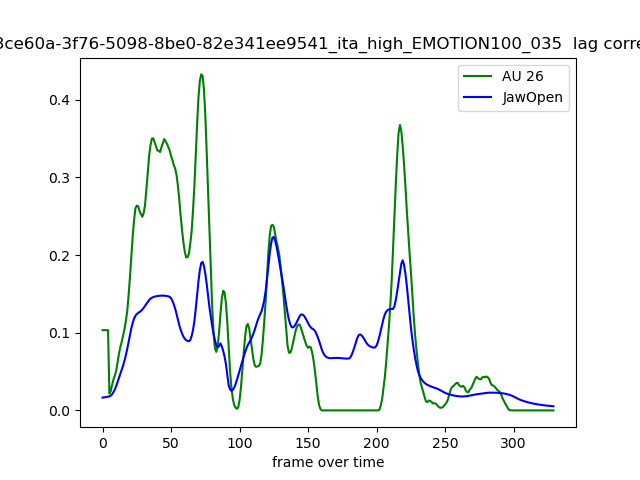 3ce60a-3f76-5098-8be0-82e341ee9541_ita_high_EMOTION100_035 lag corre
AU 26
JawOpen
0.4
0.3
0.2
0.1
0.0
0 50 100 150 200 250 300
frame over time